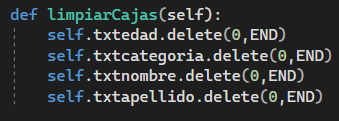 def limpiarCajas(self):
    self.txtedad.delete(0,END)
    self.txtcategoria.delete(0,END)
    self.txtnombre.delete(0,END)
    self.txtapellido.delete(0,END)